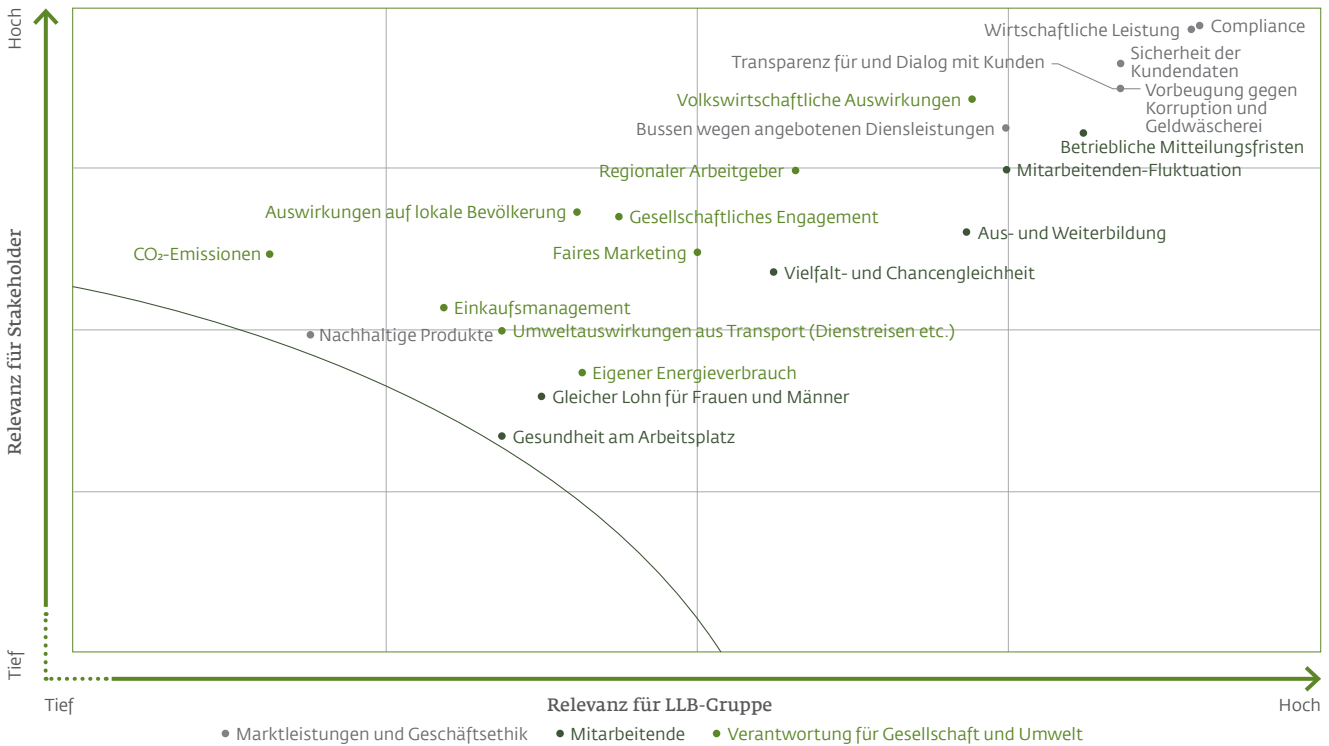 Hoch
Relevanz für Stakeholder
Tief
Wirtschaftliche Leistung
Compliance
Transparenz für und Dialog mit Kunden
Sicherheit der
Kundendaten
Vorbeugung gegen
Korruption und
Geldwäscherei
Volkswirtschaftliche Auswirkungen
Bussen wegen angebotenen Diensleistungen
Betriebliche Mitteilungsfristen
Regionaler Arbeitgeber
Mitarbeitenden-Fluktuation
Auswirkungen auf lokale Bevölkerung
Gesellschaftliches Engagement
Aus- und Weiterbildung
CO₂-Emissionen
Faires Marketing
Vielfalt- und Chancengleichheit
Einkaufsmanagement
Nachhaltige Produkte
Umweltauswirkungen aus Transport (Dienstreisen etc.)
Eigener Energieverbrauch
Gleicher Lohn für Frauen und Männer
Gesundheit am Arbeitsplatz
Tief
Relevanz für LLB-Gruppe
Hoch
Marktleistungen und Geschäftsethik
Mitarbeitende
Verantwortung für Gesellschaft und Umwelt